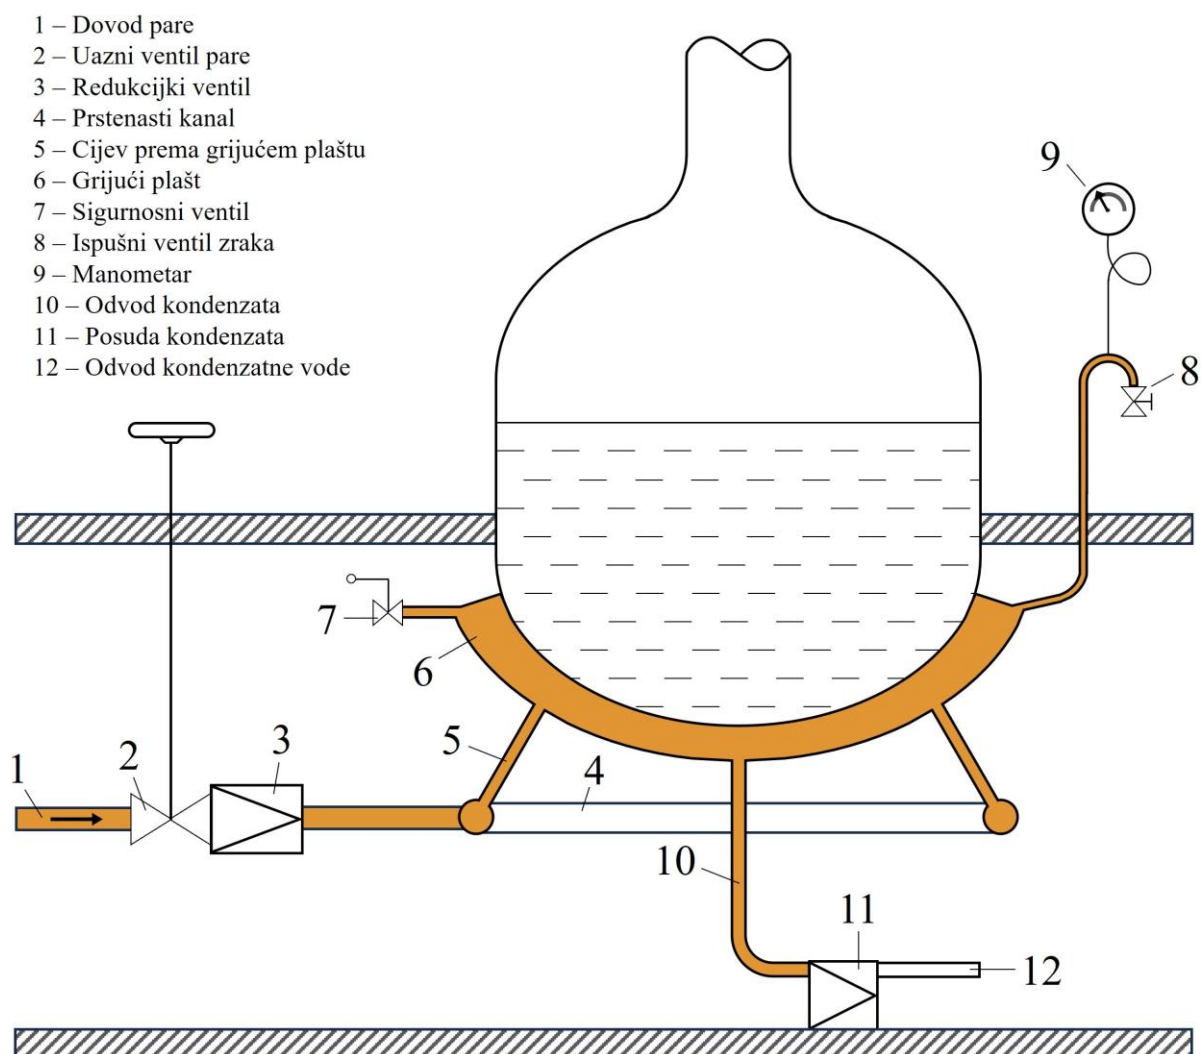 1 – Dovod pare
2 – Uazni ventil pare
3 – Redukcijki ventil
4 – Prstenasti kanal
5 – Cijev prema grijućem plaštu
6 – Grijući plašt
7 – Sigurnosni ventil
8 – Ispušni ventil zraka
9 – Manometar
10 – Odvod kondenzata
11 – Posuda kondenzata
12 – Odvod kondenzatne vode
9
8
7
6
5
3
2
1
4
10
11
12